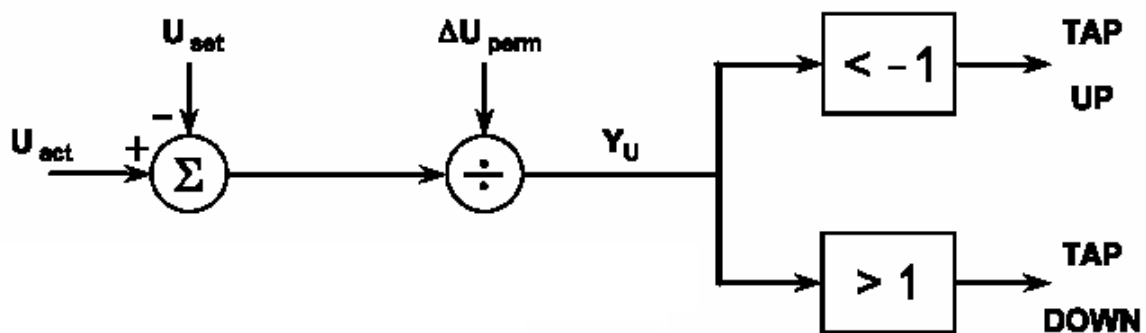 U set
ΔU perm
< -1
TAP
UP
U act
+
-
Σ
÷
Y U
> 1
TAP
DOWN